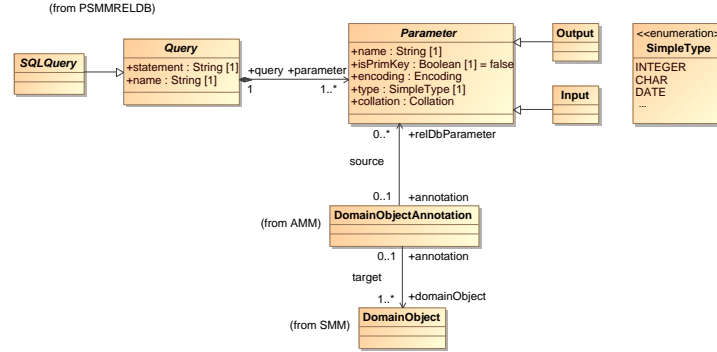 (from PSMMRELDB)
SQLQuery
Query
+statement : String [1]
+name : String [1]
+query +parameter
1 1..*
Parameter
+name : String [1]
+isPrimKey : Boolean [1] = false
+encoding : Encoding
+type : SimpleType [1]
+collation : Collation
Output
Input
<<enumeration>
SimpleType
INTEGER
CHAR
DATE
...
0..* +relDbParameter
source
0..1 +annotation
(from AMM)
DomainObjectAnnotation
0..1 +annotation
target
1..* +domainObject
(from SMM)
DomainObject